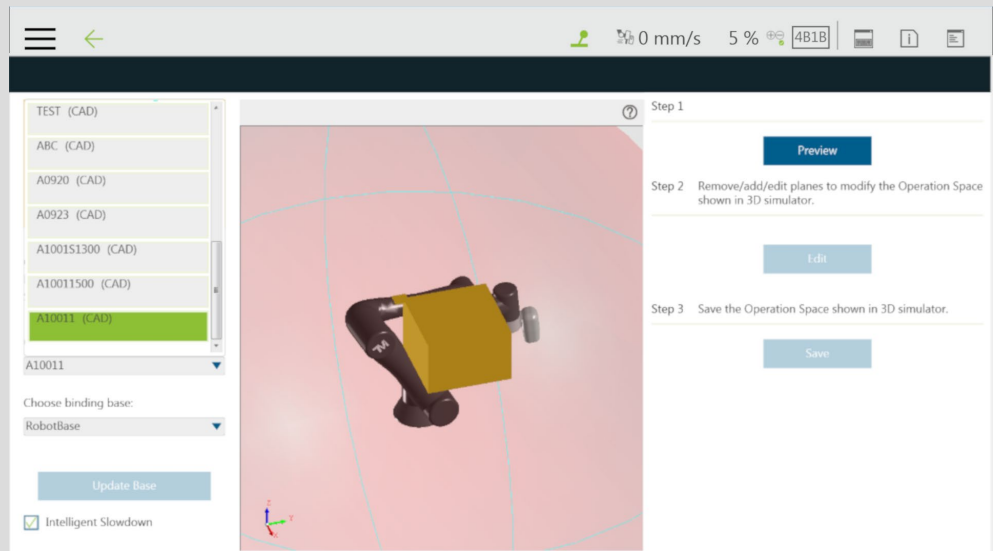 0 mm/s 5 % 4B1B
TEST (CAD)
ABC (CAD)
A0920 (CAD)
A0923 (CAD)
A1001S1300 (CAD)
A10011500 (CAD)
A10011 (CAD)
A10011
Choose binding base:
RobotBase
Update Base
Intelligent Slowdown
TM
Z
Y
X
Step 1
Preview
Step 2 Remove/add/edit planes to modify the Operation Space
shown in 3D simulator.
Edit
Step 3 Save the Operation Space shown in 3D simulator.
Save